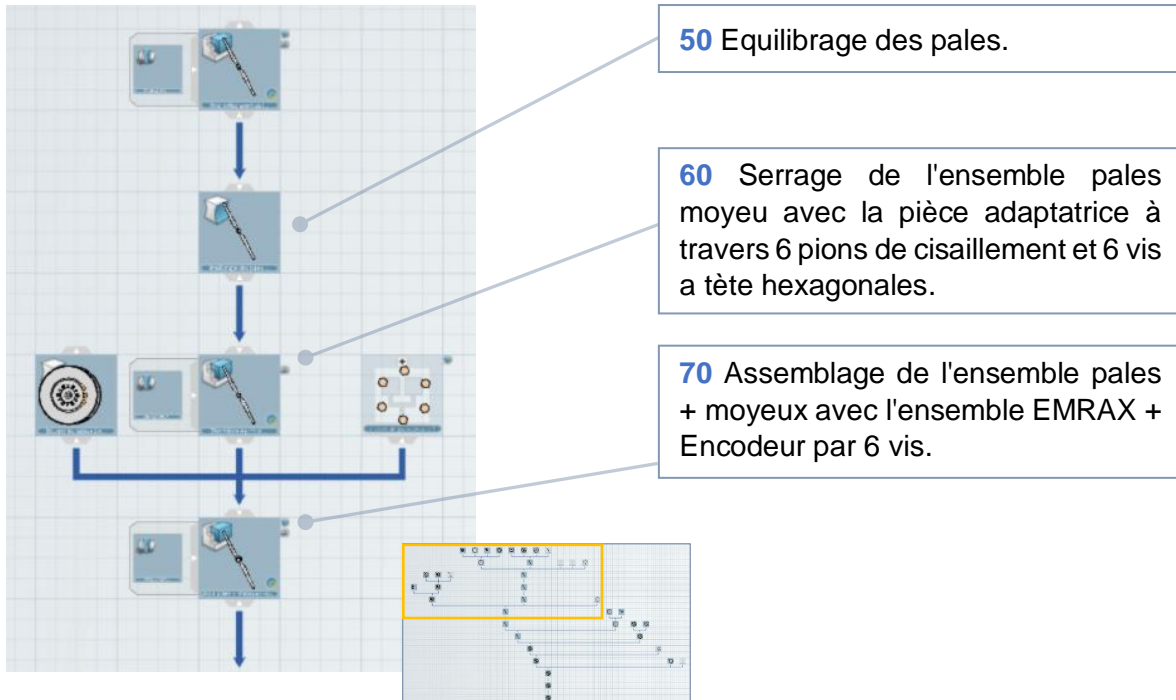 50 Equilibrage des pales.
60 Serrage de l'ensemble pales
moyeu avec la pièce adaptatrice à
travers 6 pions de cisaillement et 6 vis
a tète hexagonales.
70 Assemblage de l'ensemble pales
+ moyeux avec l'ensemble EMRAX +
Encodeur par 6 vis.